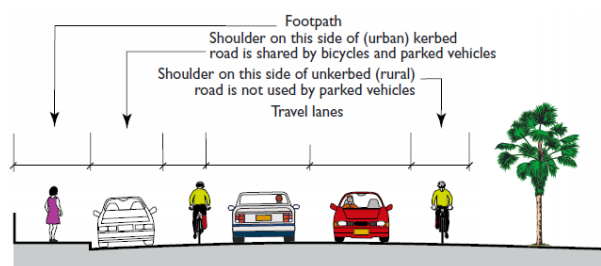 Footpath
Shoulder on this side of (urban) kerbed
road is shared by bicycles and parked vehicles
Shoulder on this side of unkerbed (rural)
road is not used by parked vehicles
Travel lanes